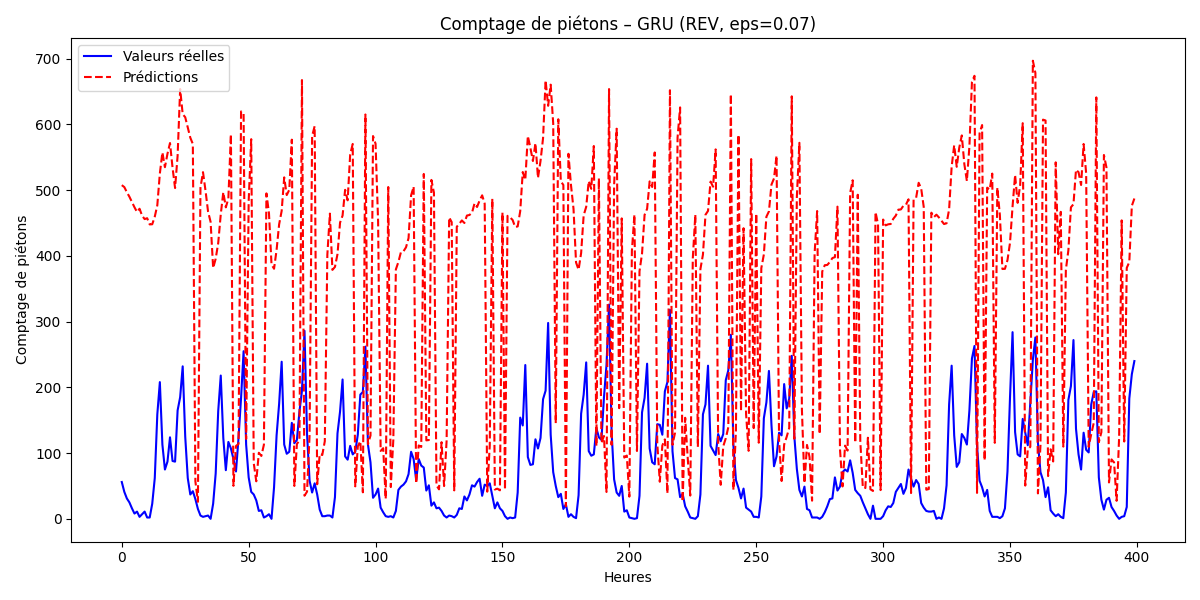 Comptage de piétons – GRU (REV, eps=0.07)
Valeurs réelles
Prédictions
Comptage de piétons
700
600
500
400
300
200
100
0
0 50 100 150 200 250 300 350 400
Heures